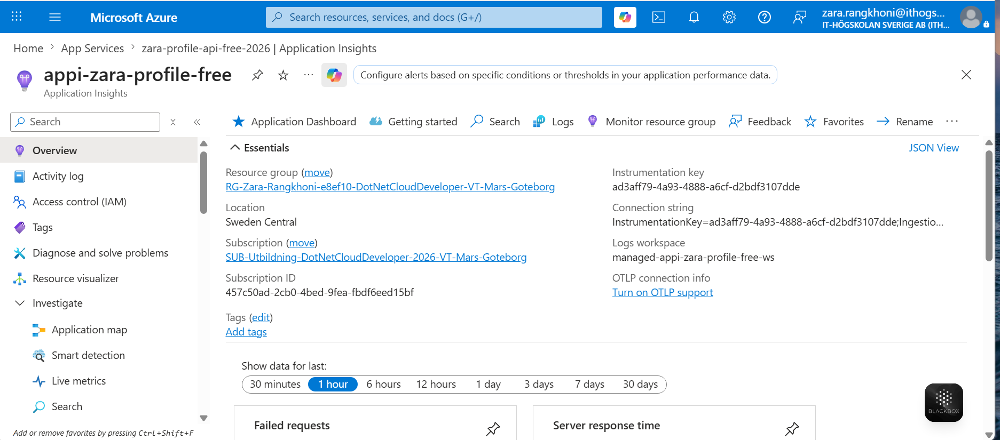 Microsoft Azure
Search resources, services, and docs (G+/)
zara.rangkhoni@ithogs...
IT-HÖGSKOLAN SVERIGE AB (ITH...
Home > App Services > zara-profile-api-free-2026 | Application Insights
appi-zara-profile-free
Application Insights
Configure alerts based on specific conditions or thresholds in your application performance data.
Search
Application Dashboard
Getting started
Search
Logs
Monitor resource group
Feedback
Favorites
Rename
Overview
Activity log
Access control (IAM)
Tags
Diagnose and solve problems
Resource visualizer
Investigate
Application map
Smart detection
Live metrics
Search
Add or remove favorites by pressing Ctrl+Shift+F
Essentials
JSON View
Resource group (move)
RG-Zara-Rangkhoni-e8ef10-DotNetCloudDeveloper-VT-Mars-Goteborg
Location
Sweden Central
Subscription (move)
SUB-Utbildning-DotNetCloudDeveloper-2026-VT-Mars-Goteborg
Subscription ID
457c50ad-2cb0-4bed-9fea-fbdf6eed15bf
Tags (edit)
Add tags
Instrumentation key
ad3aff79-4a93-4888-a6cf-d2bdf3107dde
Connection string
InstrumentationKey=ad3aff79-4a93-4888-a6cf-d2bdf3107dde;Ingestio...
Logs workspace
managed-appi-zara-profile-free-ws
OTLP connection info
Turn on OTLP support
Show data for last:
30 minutes
1 hour
6 hours
12 hours
1 day
3 days
7 days
30 days
Failed requests
Server response time
BLACKBOX